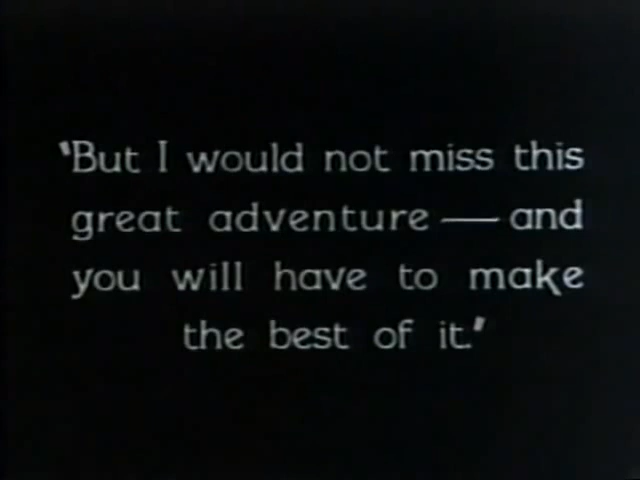 "But I would not miss this
great adventure — and
you will have to make
the best of it."